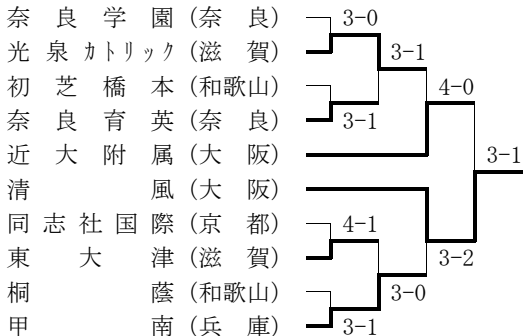 奈良学園(奈良)
3-0
光泉カトリック(滋賀)
3-1
初芝橋本(和歌山)
4-0
奈良育英(奈良)
3-1
近大附属(大阪)
3-1
清風(大阪)
同志社国際(京都)
4-1
東大津(滋賀)
3-2
桐蔭(和歌山)
3-0
甲南(兵庫)
3-1